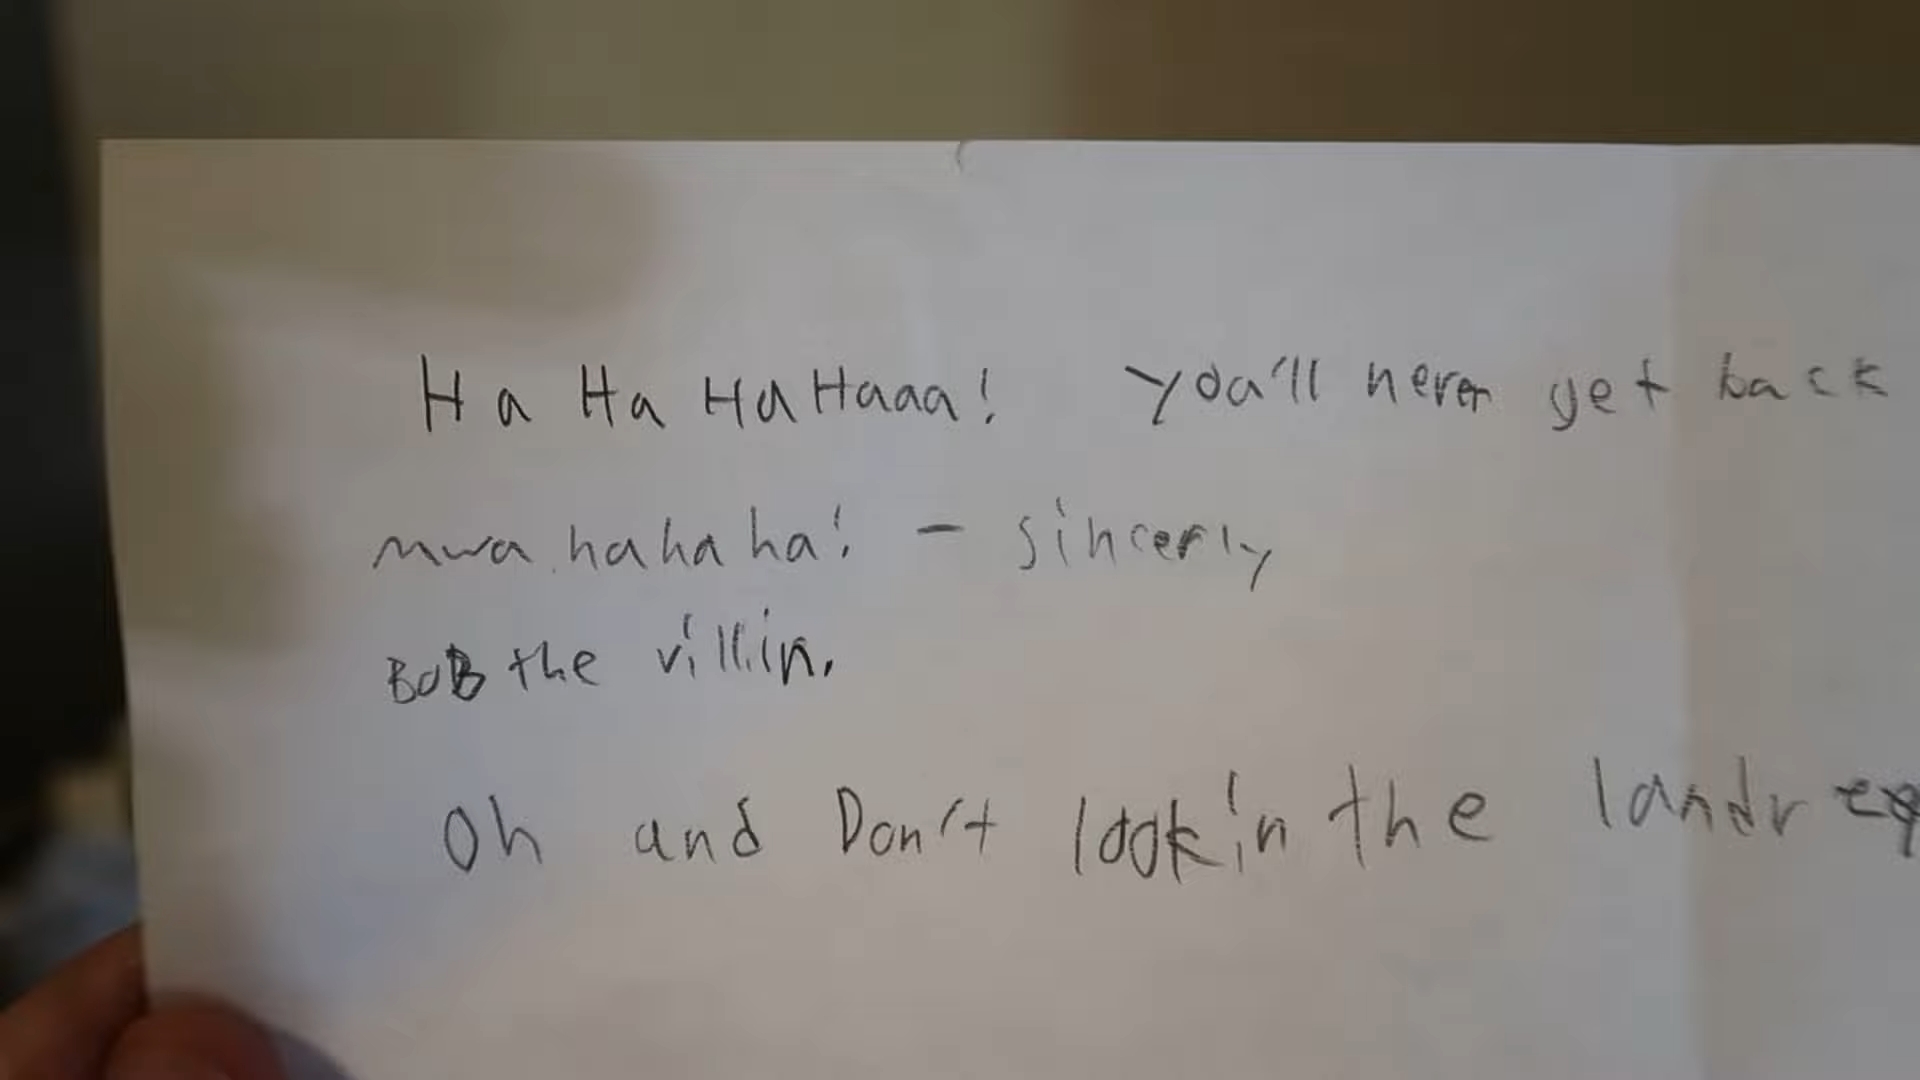 Ha Ha HaHaaa! You'll never get back
mwa hahaha! - sincerly
BoB the villin.
Oh and Don't look in the